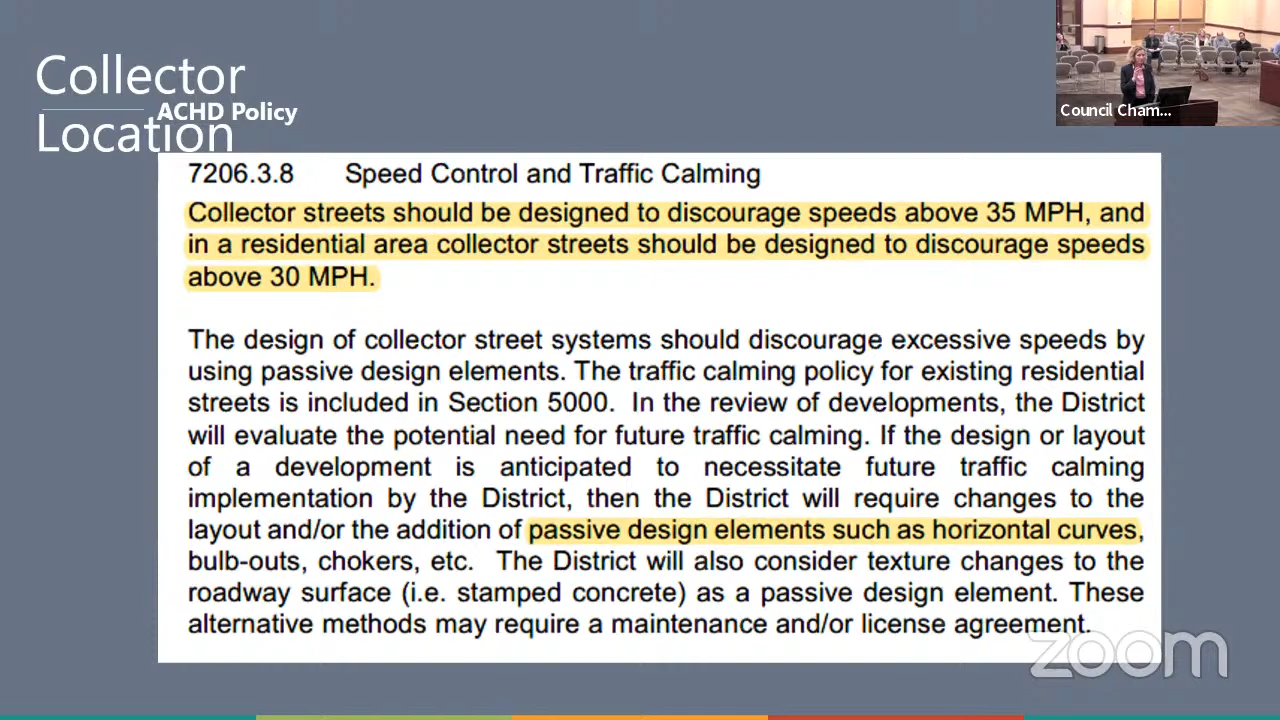 Collector
ACHD Policy
Location
Council Cham...
7206.3.8 Speed Control and Traffic Calming
Collector streets should be designed to discourage speeds above 35 MPH, and
in a residential area collector streets should be designed to discourage speeds
above 30 MPH.
The design of collector street systems should discourage excessive speeds by
using passive design elements. The traffic calming policy for existing residential
streets is included in Section 5000. In the review of developments, the District
will evaluate the potential need for future traffic calming. If the design or layout
of a development is anticipated to necessitate future traffic calming
implementation by the District, then the District will require changes to the
layout and/or the addition of passive design elements such as horizontal curves,
bulb-outs, chokers, etc. The District will also consider texture changes to the
roadway surface (i.e. stamped concrete) as a passive design element. These
alternative methods may require a maintenance and/or license agreement.
zoom